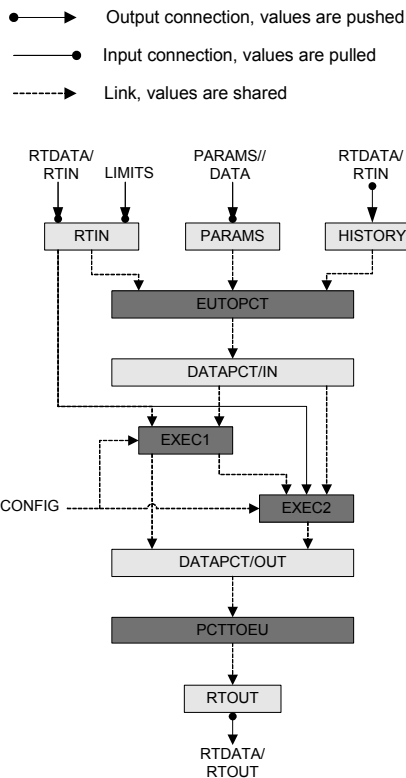 Output connection, values are pushed
Input connection, values are pulled
Link, values are shared
RTDATA/
RTIN
LIMITS
PARAMS//
DATA
RTDATA/
RTIN
RTIN
PARAMS
HISTORY
EUTOPCT
DATAPCT/IN
EXEC1
CONFIG
EXEC2
DATAPCT/OUT
PCTTOEU
RTOUT
RTDATA/
RTOUT